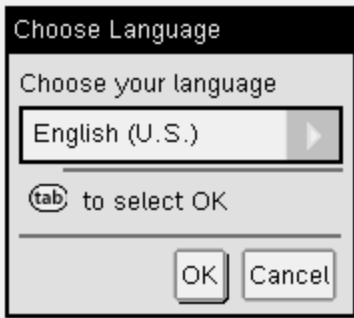 Choose Language
Choose your language
English (U.S.)
tab to select OK
OK Cancel